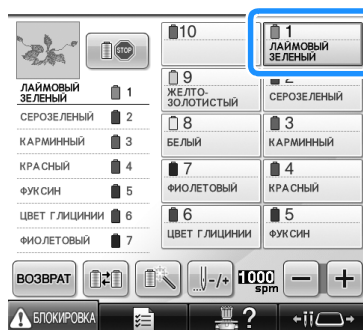 STOP
10
1
ЛАЙМОВЫЙ
ЗЕЛЕНЫЙ
9
ЖЕЛТО-
ЗОЛОТИСТЫЙ
2
СЕРОЗЕЛЕНЫЙ
8
БЕЛЫЙ
3
КАРМИННЫЙ
7
ФИОЛЕТОВЫЙ
4
КРАСНЫЙ
6
ЦВЕТ ГЛИЦИНИИ
5
ФУКСИН
ЛАЙМОВЫЙ
ЗЕЛЕНЫЙ 1
СЕРОЗЕЛЕНЫЙ 2
КАРМИННЫЙ 3
КРАСНЫЙ 4
ФУКСИН 5
ЦВЕТ ГЛИЦИНИИ 6
ФИОЛЕТОВЫЙ 7
ВОЗВРАТ -/+ 1000 spm − +
БЛОКИРОВКА ?